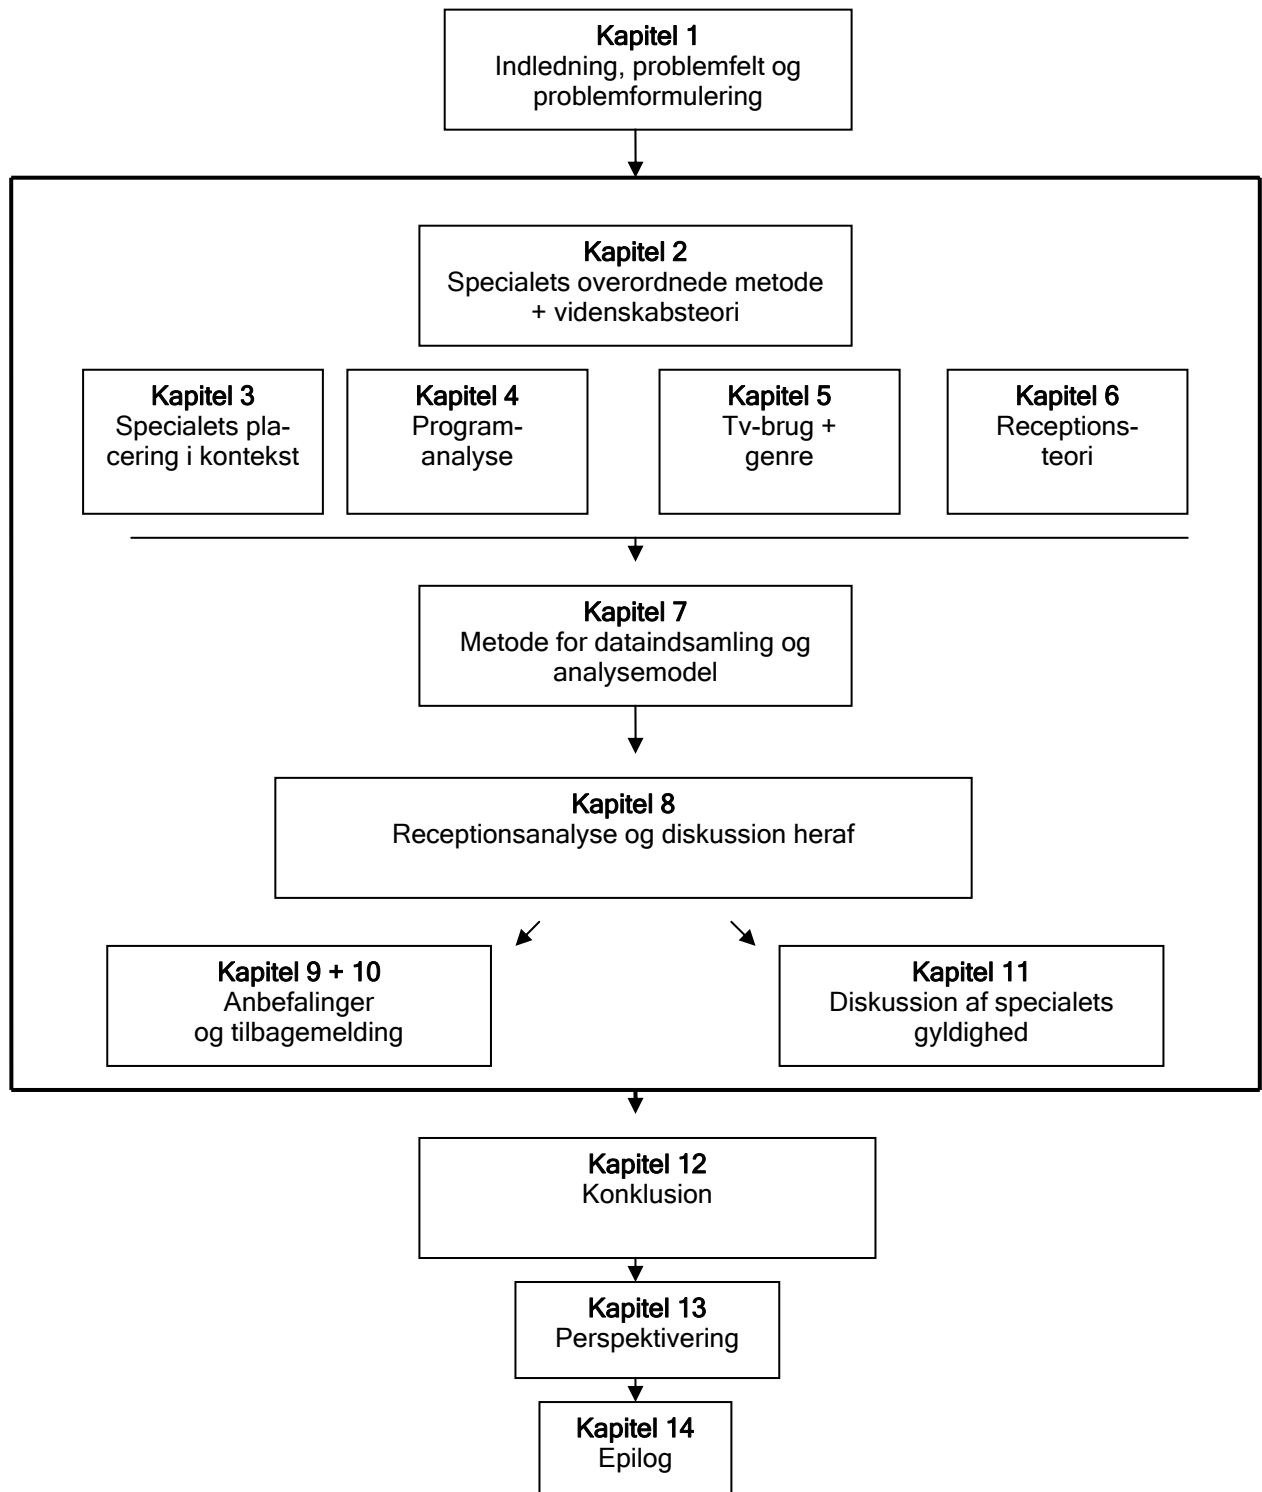 Kapitel 1
Indledning, problemfelt og
problemformulering
Kapitel 2
Specialets overordnede metode
+ videnskabsteori
Kapitel 3
Specialets pla-
cering i kontekst
Kapitel 4
Program-
analyse
Kapitel 5
Tv-brug +
genre
Kapitel 6
Receptions-
teori
Kapitel 7
Metode for dataindsamling og
analysemodel
Kapitel 8
Receptionsanalyse og diskussion heraf
Kapitel 9 + 10
Anbefalinger
og tilbagemelding
Kapitel 11
Diskussion af specialets
gyldighed
Kapitel 12
Konklusion
Kapitel 13
Perspektivering
Kapitel 14
Epilog